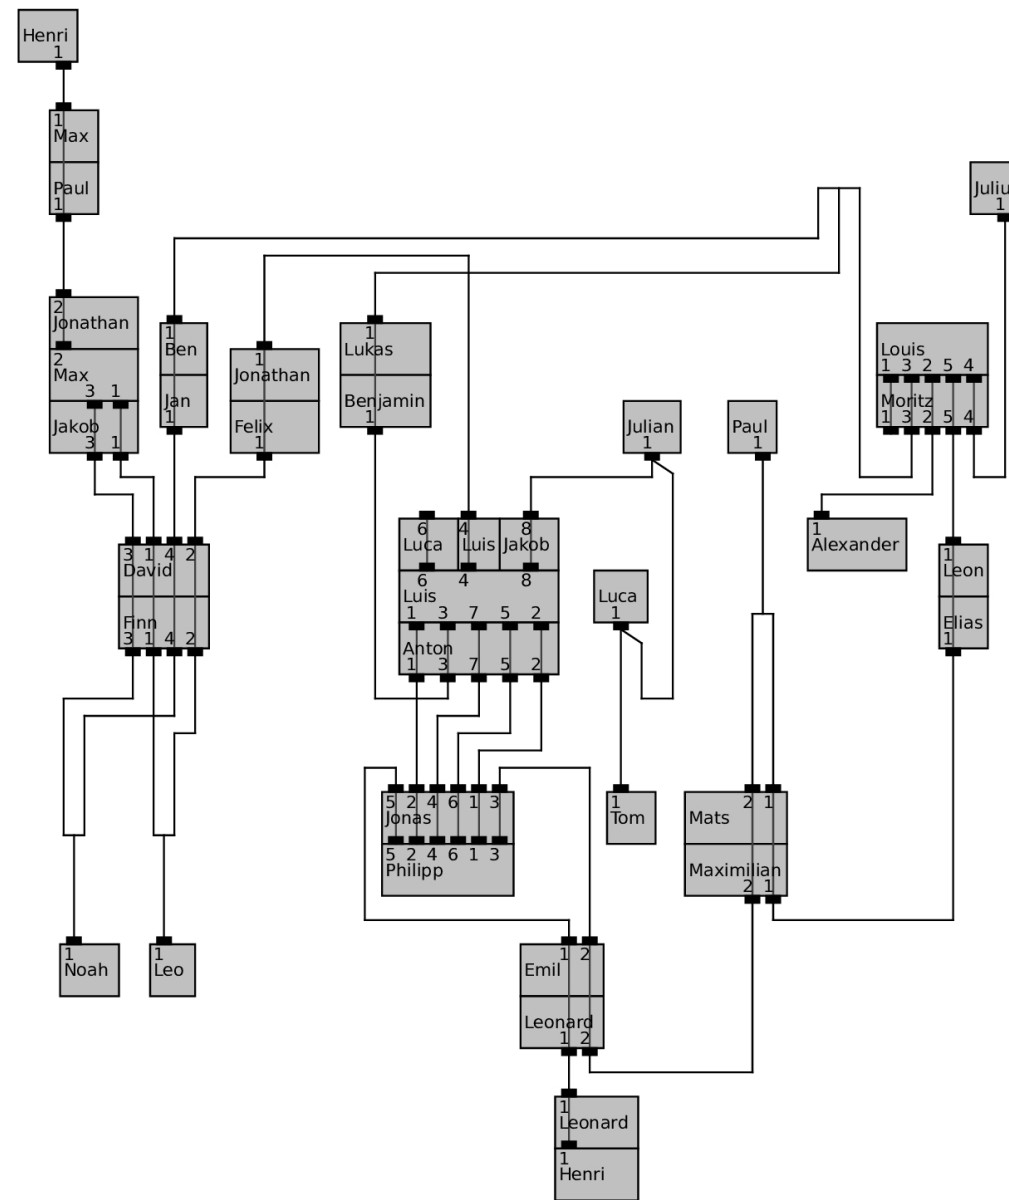 Henri
1
1
Max
Paul
1
Juliu
1
2
Jonathan
2
Max
3 1
Jakob
3 1
1
Ben
Jan
1
1
Jonathan
Felix
1
1
Lukas
Benjamin
1
Louis
1 3 2 5 4
Moritz
1 3 2 5 4
Julian
1
Paul
1
6 4 8
Luca Luis Jakob
6 4 8
Luis
1 3 7 5 2
Anton
1 3 7 5 2
1
Alexander
3 1 4 2
David
Finn
3 1 4 2
1
Leon
Elias
1
Luca
1
5 2 4 6 1 3
Jonas
5 2 4 6 1 3
Philipp
1
Tom
2 1
Mats
Maximilian
2 1
1
Noah
1
Leo
1 2
Emil
Leonard
1 2
1
Leonard
1
Henri